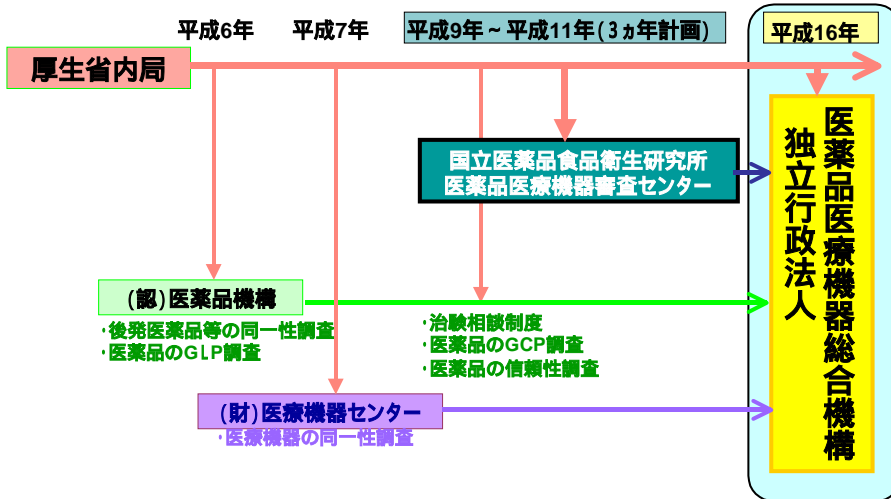 平成6年
平成7年
平成9年～平成11年(3ヵ年計画)
平成16年
厚生省内局
国立医薬品食品衛生研究所
医薬品医療機器審査センター
独立行政法人
医薬品医療機器総合機構
(認)医薬品機構
・後発医薬品等の同一性調査
・医薬品のGLP調査
・治験相談制度
・医薬品のGCP調査
・医薬品の信頼性調査
(財)医療機器センター
・医療機器の同一性調査